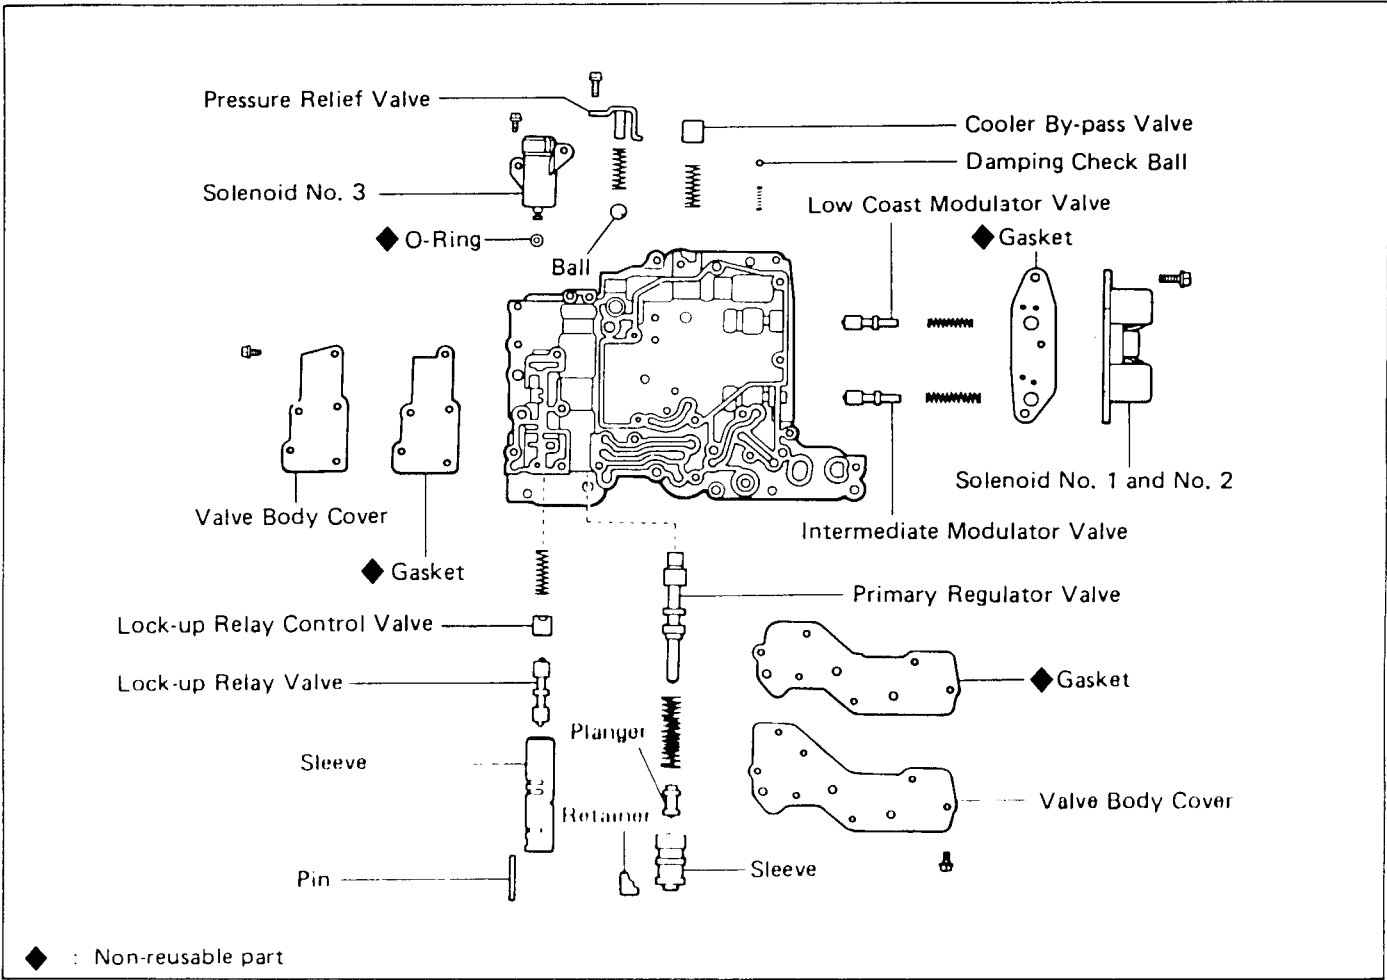 Pressure Relief Valve
Cooler By-pass Valve
Damping Check Ball
Solenoid No. 3
Low Coast Modulator Valve
◆ O-Ring
◆ Gasket
Ball
Solenoid No. 1 and No. 2
Valve Body Cover
Intermediate Modulator Valve
◆ Gasket
Primary Regulator Valve
Lock-up Relay Control Valve
Lock-up Relay Valve
◆ Gasket
Planger
Sleeve
Valve Body Cover
Retainer
Sleeve
Pin
◆ : Non-reusable part